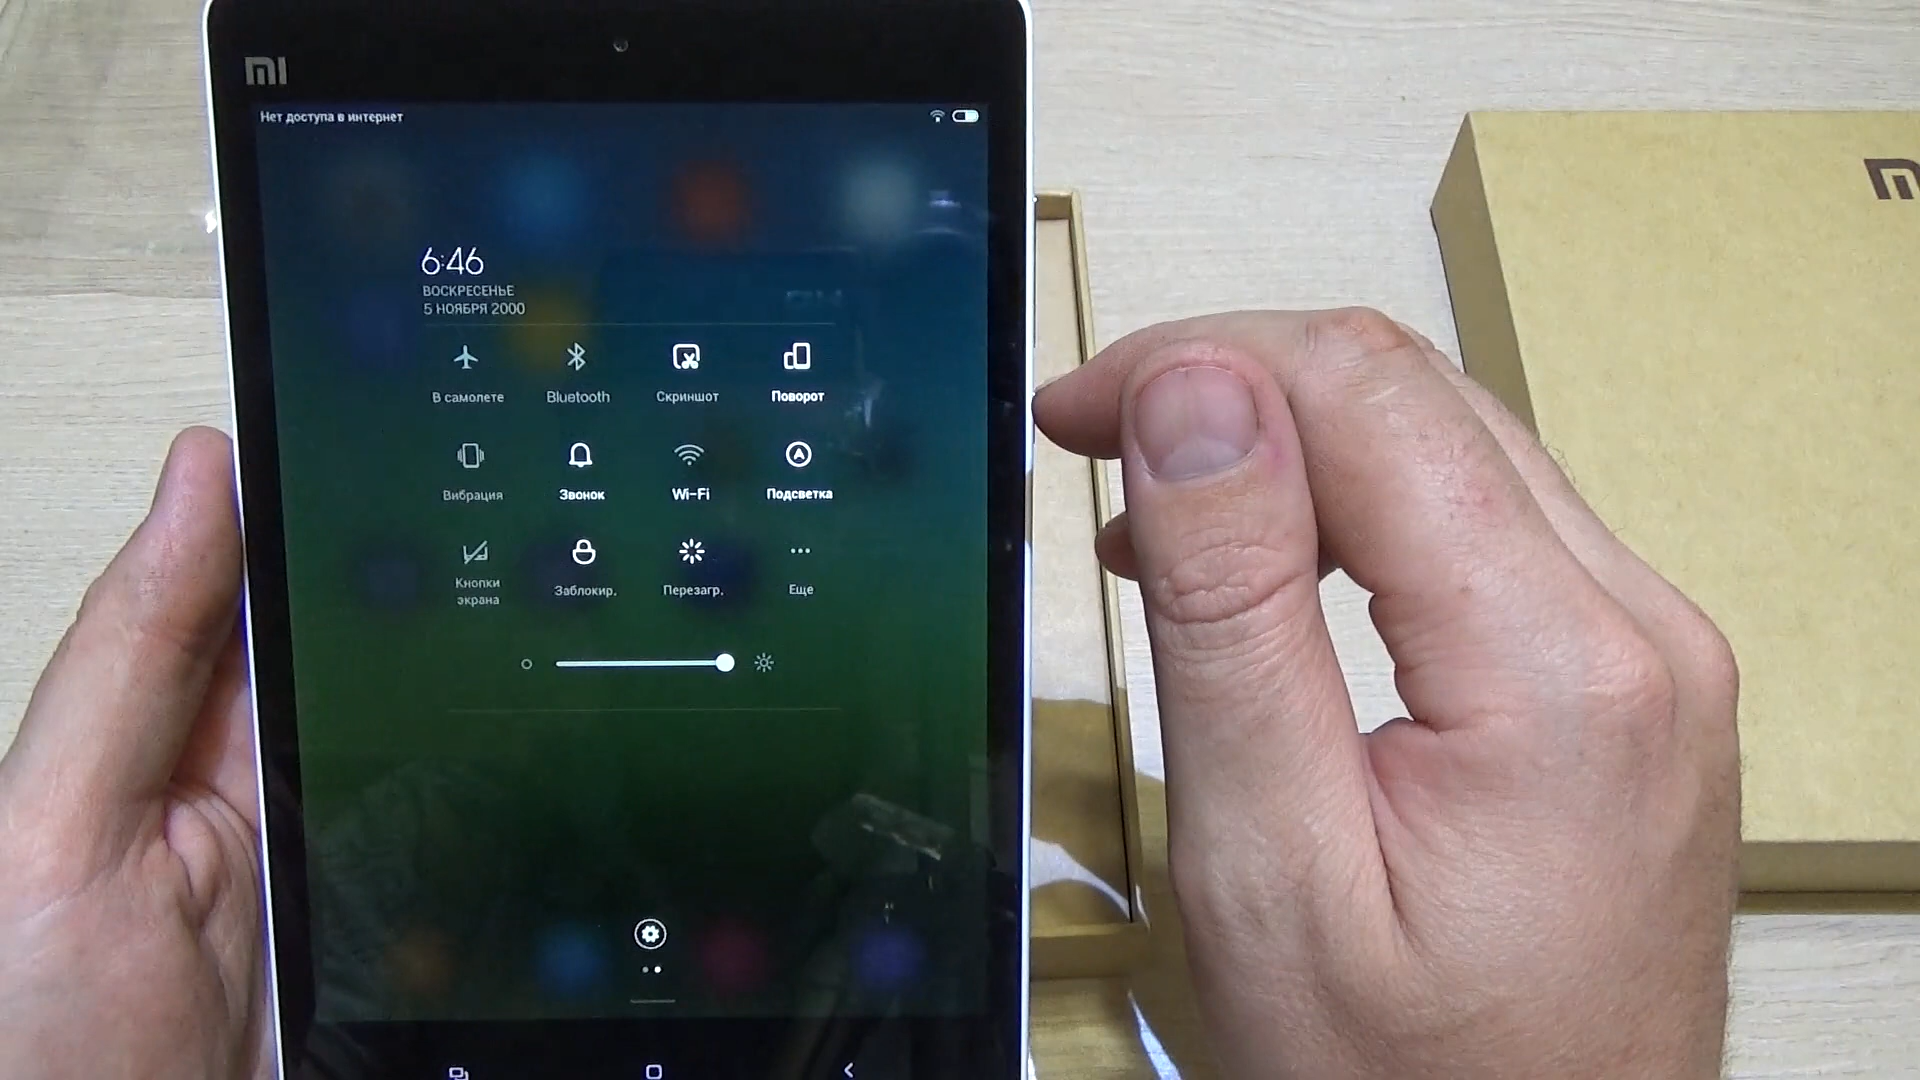 mi
Нет доступа в интернет
6:46
ВОСКРЕСЕНЬЕ
5 НОЯБРЯ 2000
В самолете
Bluetooth
Скриншот
Поворот
Вибрация
Звонок
Wi-Fi
Подсветка
Кнопки
экрана
Заблокир.
Перезагр.
Еще